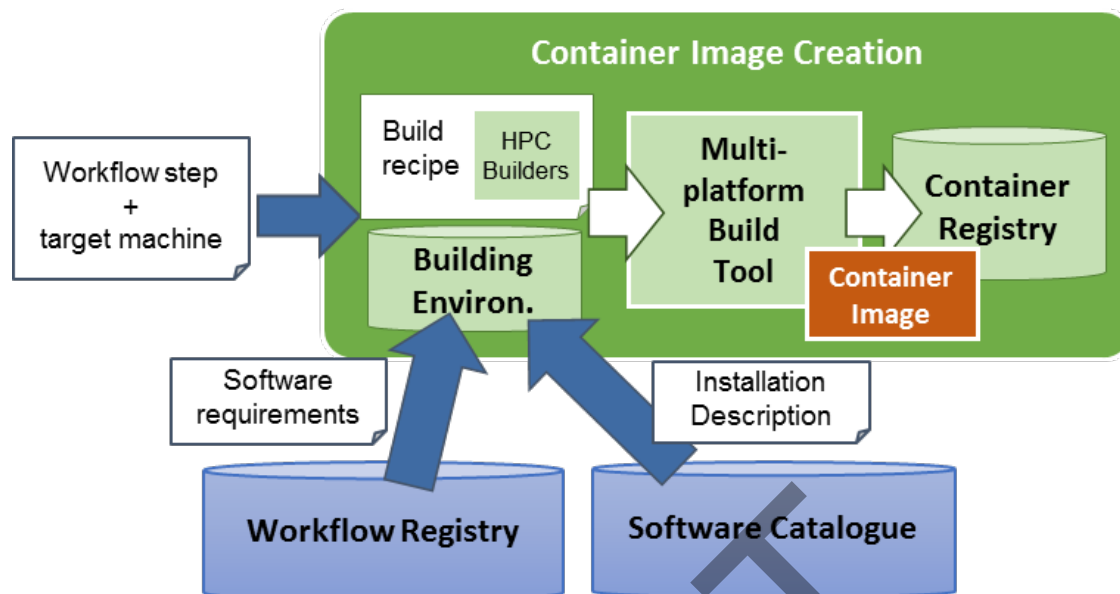 Container Image Creation
Workflow step
+
target machine
Build
recipe
HPC
Builders
Multi-
platform
Build
Tool
Container
Registry
Building
Environ.
Container
Image
Software
requirements
Installation
Description
Workflow Registry
Software Catalogue
T